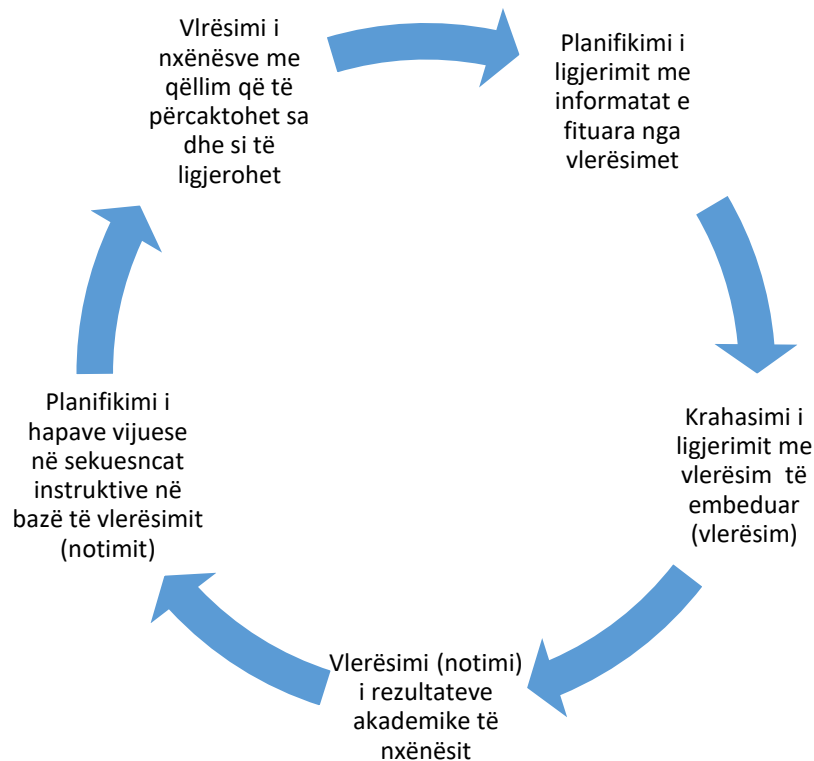 Vlrësimi i
nxënësve me
qëllim që të
përcaktohet sa
dhe si të
ligjerohet
Planifikimi i
ligjerimit me
informatat e
fituara nga
vlerësimet
Krahasimi i
ligjerimit me
vlerësim të
embeduar
(vlerësim)
Vlerësimi (notimi)
i rezultateve
akademike të
nxënësit
Planifikimi i
hapave vijuese
në sekuesncat
instruktive në
bazë të vlerësimit
(notimit)